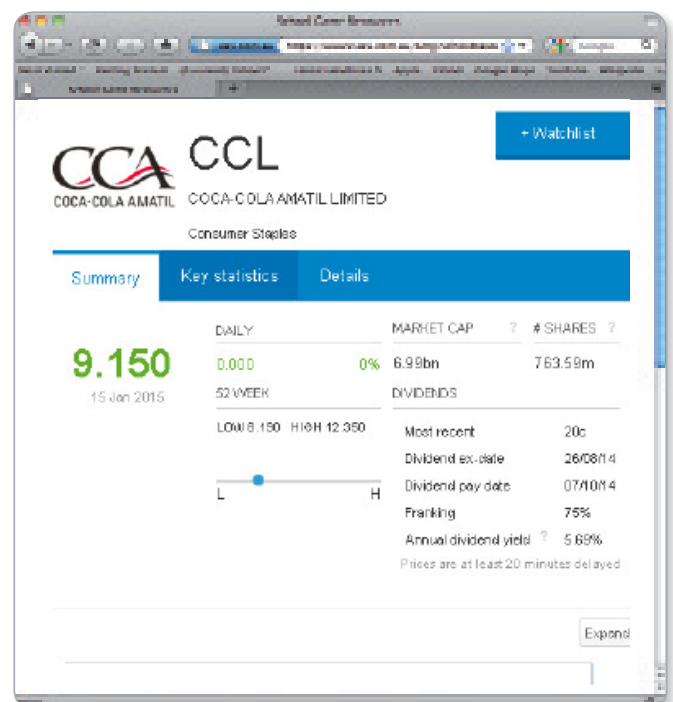 + Watchlist
CCA
COCA-COLA AMATIL
CCL
COCA-COLA AMATIL LIMITED
Consumer Staples
Summary
Key statistics
Details
9.150
15 Jan 2015
DAILY
0.000 0%
52 WEEK
LOW 8.190 HIGH 12.350
L H
MARKET CAP ? # SHARES ?
6.99bn 763.59m
DIVIDENDS
Most recent 20c
Dividend ex-date 26/08/14
Dividend pay date 07/10/14
Franking 75%
Annual dividend yield ? 5.69%
Prices are at least 20 minutes delayed
Expand